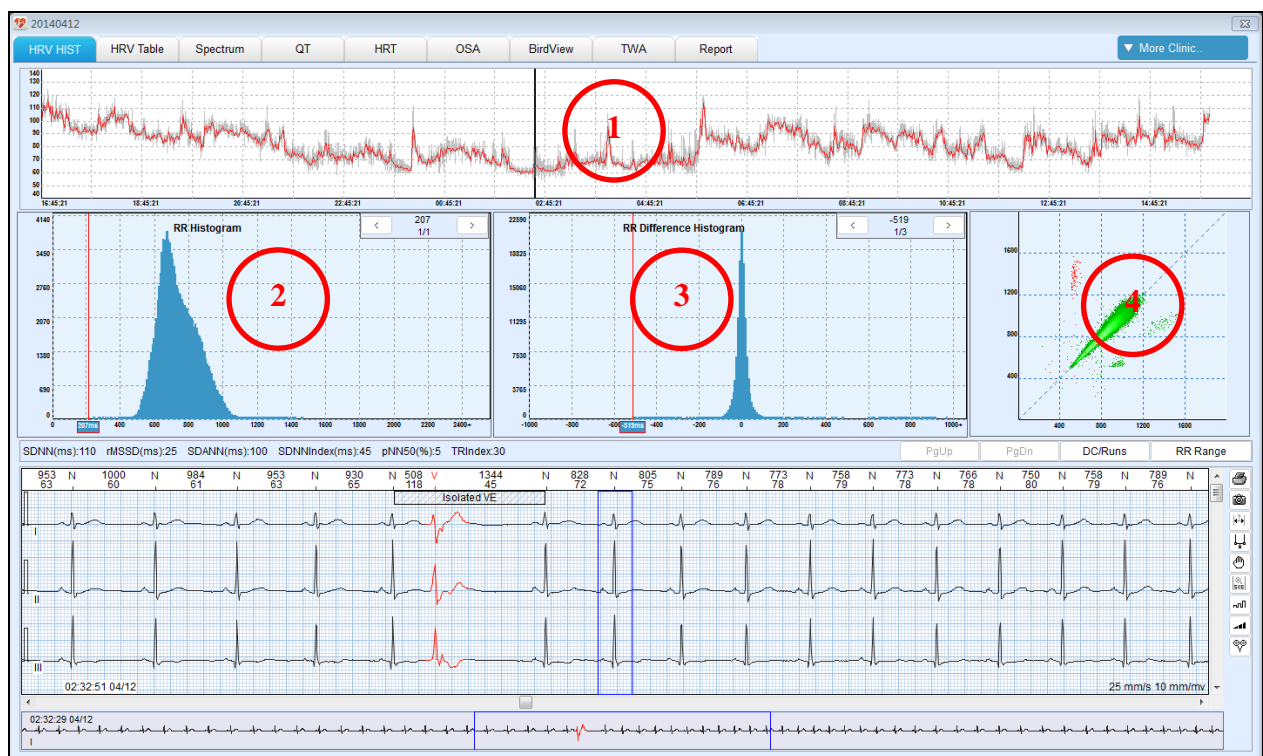 20140412
HRV HIST HRV Table Spectrum QT HRT OSA BirdView TWA Report ▼ More Clinic..
140
130
120
110
100
90
80
70
60
50
40
1
16:45:21 18:45:21 20:45:21 22:45:21 00:45:21 02:45:21 04:45:21 06:45:21 08:45:21 10:45:21 12:45:21 14:45:21
RR Histogram
< 207 >
1/1
4140
3450
2760
2070
1380
690
0
2
0 207ms 400 600 800 1000 1200 1400 1600 1800 2000 2200 2400+
RR Difference Histogram
< -519 >
1/3
22590
18825
15060
11295
7530
3765
0
3
-1000 -800 -519ms -400 -200 0 200 400 600 800 1000+
1600
1200
800
400
4
400 800 1200 1600
SDNN(ms):110 rMSSD(ms):25 SDANN(ms):100 SDNNIndex(ms):45 pNN50(%):5 TRIndex:30 PgUp PgDn DC/Runs RR Range
953 N 1000 N 984 N 953 N 930 N 508 V 1344 N 828 N 805 N 789 N 773 N 758 N 773 N 766 N 750 N 758 N 789 N
63 60 61 63 65 118 45 72 75 76 78 79 78 78 80 79 76
Isolated VE
I
II
III
02:32:51 04/12 25 mm/s 10 mm/mv
02:32:29 04/12
I